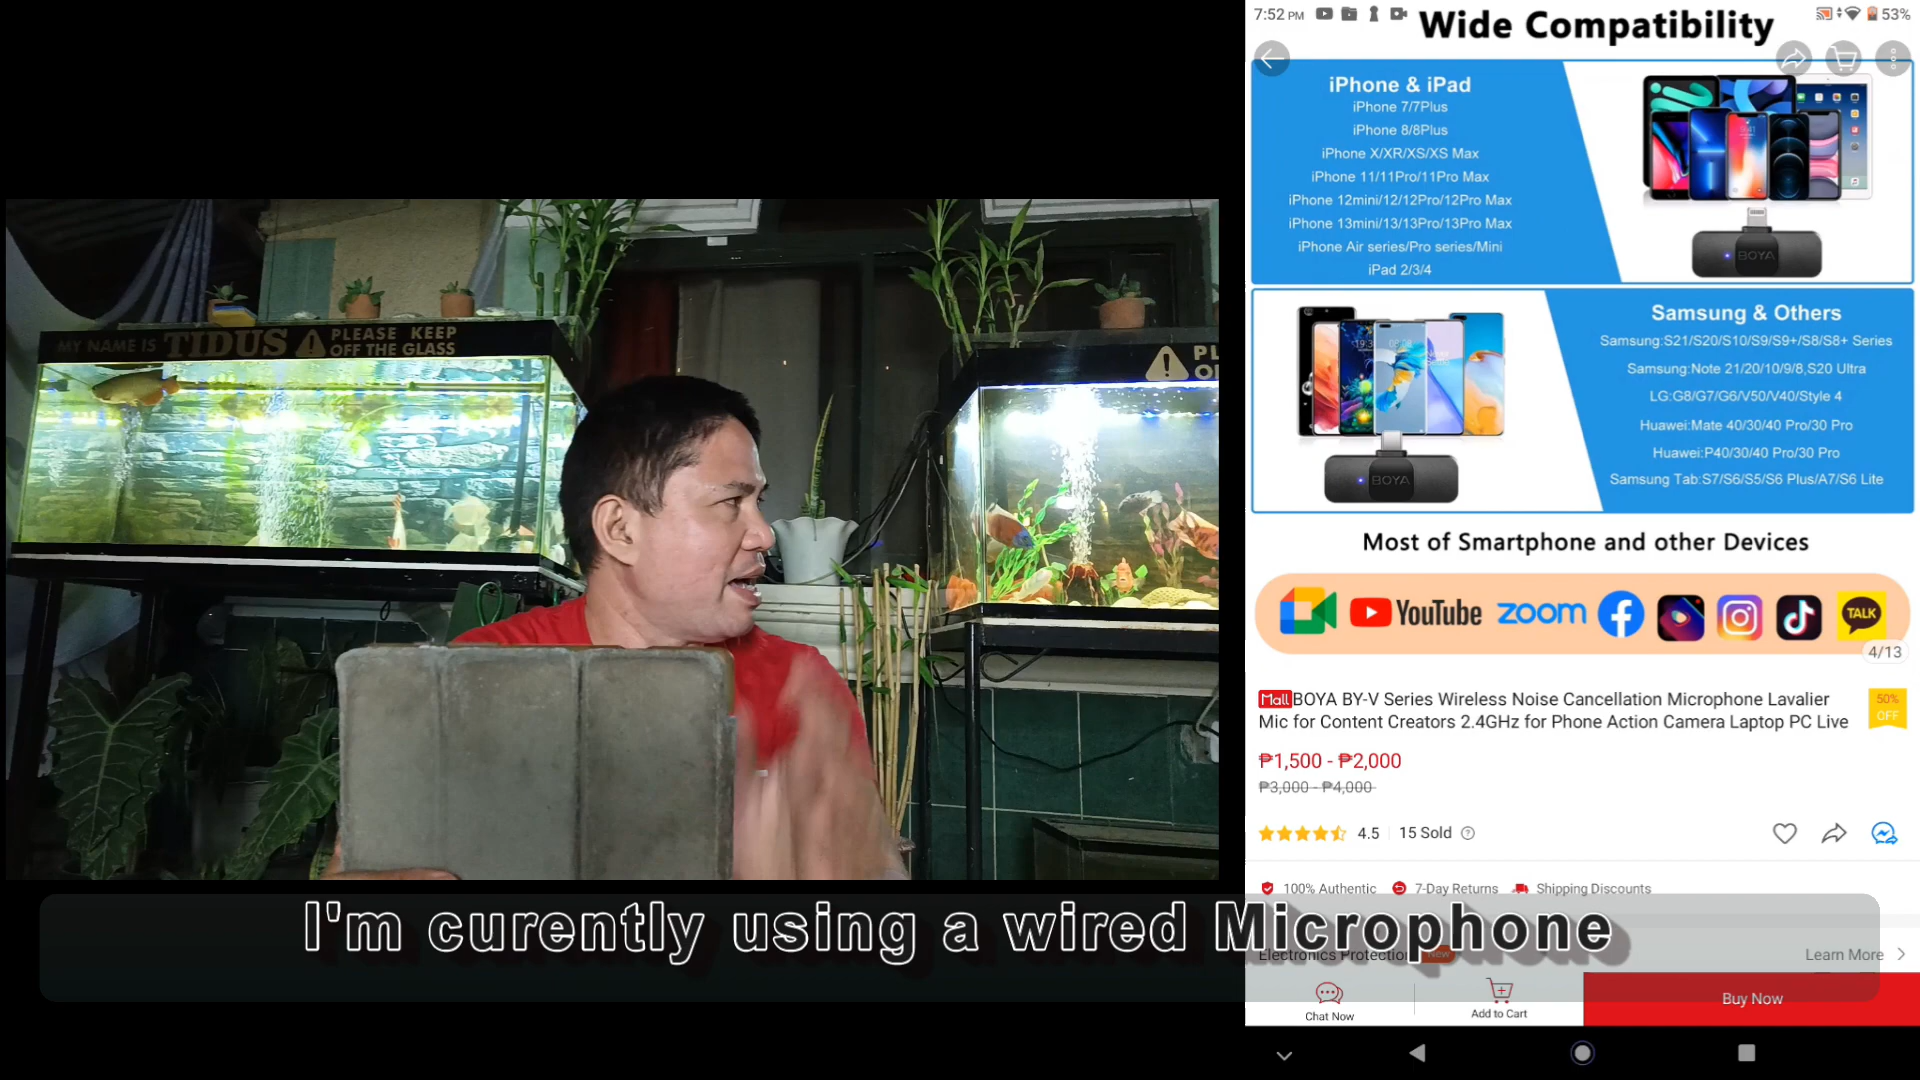 MY NAME IS TIDUS PLEASE KEEP
OFF THE GLASS
PL
I'm curently using a wired Microphone
7:52 PM
53%
Wide Compatibility
iPhone & iPad
iPhone 7/7Plus
iPhone 8/8Plus
iPhone X/XR/XS/XS Max
iPhone 11/11Pro/11Pro Max
iPhone 12mini/12/12Pro/12Pro Max
iPhone 13mini/13/13Pro/13Pro Max
iPhone Air series/Pro series/Mini
iPad 2/3/4
BOYA
Samsung & Others
Samsung:S21/S20/S10/S9/S9+/S8/S8+ Series
Samsung:Note 21/20/10/9/8,S20 Ultra
LG:G8/G7/G6/V50/V40/Style 4
Huawei:Mate 40/30/40 Pro/30 Pro
Huawei:P40/30/40 Pro/30 Pro
Samsung Tab:S7/S6/S5/S6 Plus/A7/S6 Lite
BOYA
Most of Smartphone and other Devices
YouTube zoom TALK
4/13
Mall BOYA BY-V Series Wireless Noise Cancellation Microphone Lavalier
Mic for Content Creators 2.4GHz for Phone Action Camera Laptop PC Live
50%
OFF
₱1,500 - ₱2,000
₱3,000 - ₱4,000
4.5 15 Sold
100% Authentic 7-Day Returns Shipping Discounts
Electronics Protection New Learn More
Chat Now Add to Cart Buy Now